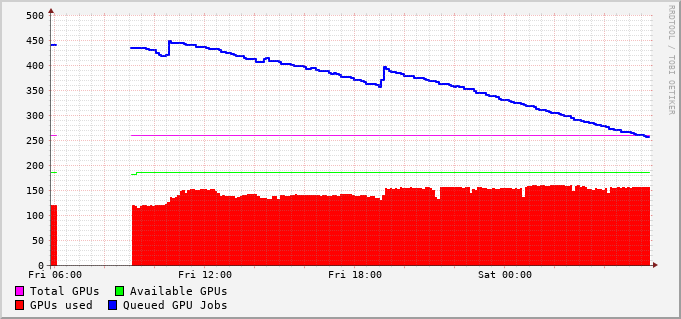 500
450
400
350
300
250
200
150
100
50
0
Fri 06:00 Fri 12:00 Fri 18:00 Sat 00:00
Total GPUs Available GPUs
GPUs used Queued GPU Jobs
RRDTOOL / TOBI OETIKER